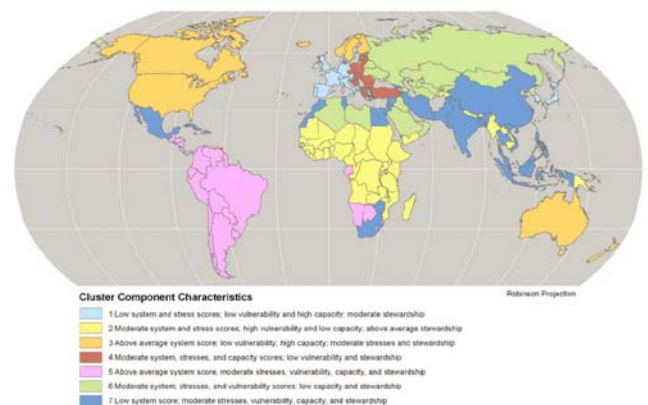 Robinson Projection
Cluster Component Characteristics
1 Low system and stress scores; low vulnerability and high capacity; moderate stewardship
2 Moderate system and stress scores; high vulnerability and low capacity; above average stewardship
3 Above average system score; low vulnerability; high capacity; moderate stresses and stewardship
4 Moderate system, stresses, and capacity scores; low vulnerability and stewardship
5 Above average system score, moderate stresses, vulnerability, capacity, and stewardship
6 Moderate system, stresses, and vulnerability scores; low capacity and stewardship
7 Low system score; moderate stresses, vulnerability, capacity, and stewardship